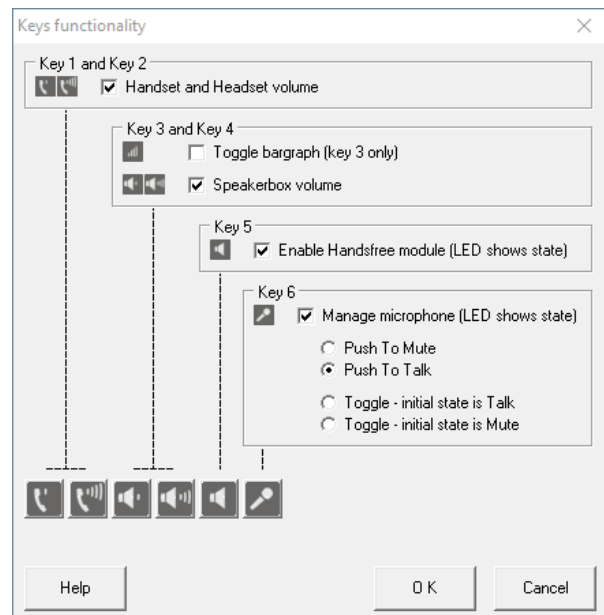 Keys functionality
Key 1 and Key 2
Handset and Headset volume
Key 3 and Key 4
Toggle bargraph (key 3 only)
Speakerbox volume
Key 5
Enable Handsfree module (LED shows state)
Key 6
Manage microphone (LED shows state)
Push To Mute
Push To Talk
Toggle - initial state is Talk
Toggle - initial state is Mute
Help
O K
Cancel